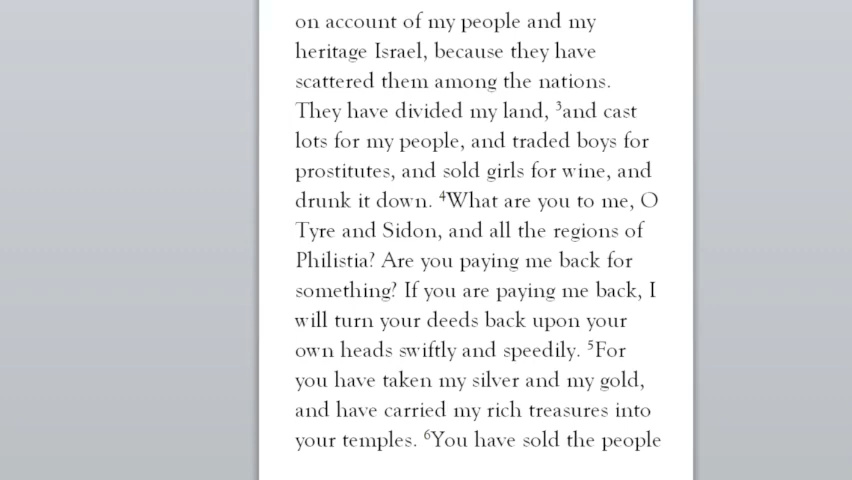 on account of my people and my
heritage Israel, because they have
scattered them among the nations.
They have divided my land, ³and cast
lots for my people, and traded boys for
prostitutes, and sold girls for wine, and
drunk it down. ⁴What are you to me, O
Tyre and Sidon, and all the regions of
Philistia? Are you paying me back for
something? If you are paying me back, I
will turn your deeds back upon your
own heads swiftly and speedily. ⁵For
you have taken my silver and my gold,
and have carried my rich treasures into
your temples. ⁶You have sold the people